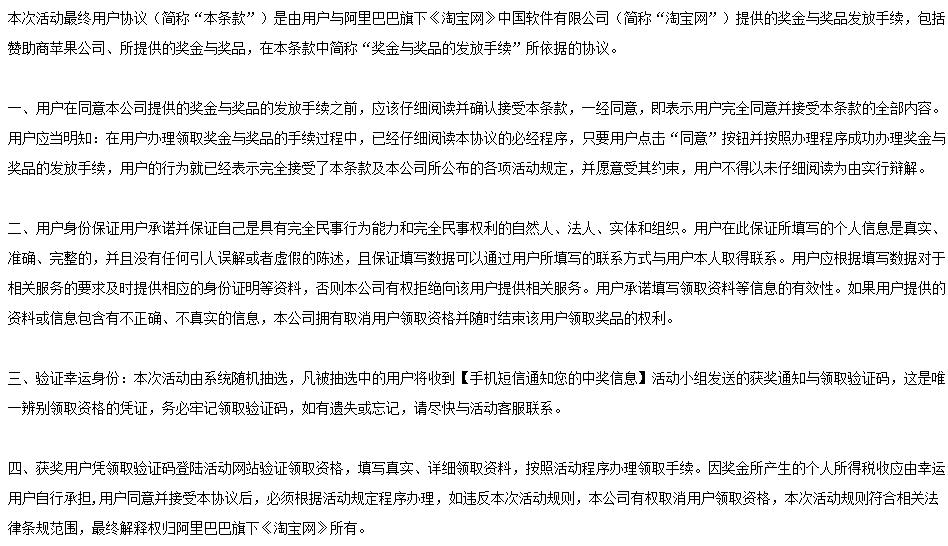 本次活动最终用户协议（简称“本条款”）是由用户与阿里巴巴旗下《淘宝网》中国软件有限公司（简称“淘宝网”）提供的奖金与奖品发放手续，包括
赞助商苹果公司、所提供的奖金与奖品，在本条款中简称“奖金与奖品的发放手续”所依据的协议。
一、用户在同意本公司提供的奖金与奖品的发放手续之前，应该仔细阅读并确认接受本条款，一经同意，即表示用户完全同意并接受本条款的全部内容。
用户应当明知：在用户办理领取奖金与奖品的手续过程中，已经仔细阅读本协议的必经程序，只要用户点击“同意”按钮并按照办理程序成功办理奖金与
奖品的发放手续，用户的行为就已经表示完全接受了本条款及本公司所公布的各项活动规定，并愿意受其约束，用户不得以未仔细阅读为由实行辩解。
二、用户身份保证用户承诺并保证自己是具有完全民事行为能力和完全民事权利的自然人、法人、实体和组织。用户在此保证所填写的个人信息是真实、
准确、完整的，并且没有任何引人误解或者虚假的陈述，且保证填写数据可以通过用户所填写的联系方式与用户本人取得联系。用户应根据填写数据对于
相关服务的要求及时提供相应的身份证明等资料，否则本公司有权拒绝向该用户提供相关服务。用户承诺填写领取资料等信息的有效性。如果用户提供的
资料或信息包含有不正确、不真实的信息，本公司拥有取消用户领取资格并随时结束该用户领取奖品的权利。
三、验证幸运身份：本次活动由系统随机抽选，凡被抽选中的用户将收到【手机短信通知您的中奖信息】活动小组发送的获奖通知与领取验证码，这是唯
一辨别领取资格的凭证，务必牢记领取验证码，如有遗失或忘记，请尽快与活动客服联系。
四、获奖用户凭领取验证码登陆活动网站验证领取资格，填写真实、详细领取资料，按照活动程序办理领取手续。因奖金所产生的个人所得税收应由幸运
用户自行承担,用户同意并接受本协议后，必须根据活动规定程序办理，如违反本次活动规则，本公司有权取消用户领取资格，本次活动规则符合相关法
律条规范围，最终解释权归阿里巴巴旗下《淘宝网》所有。